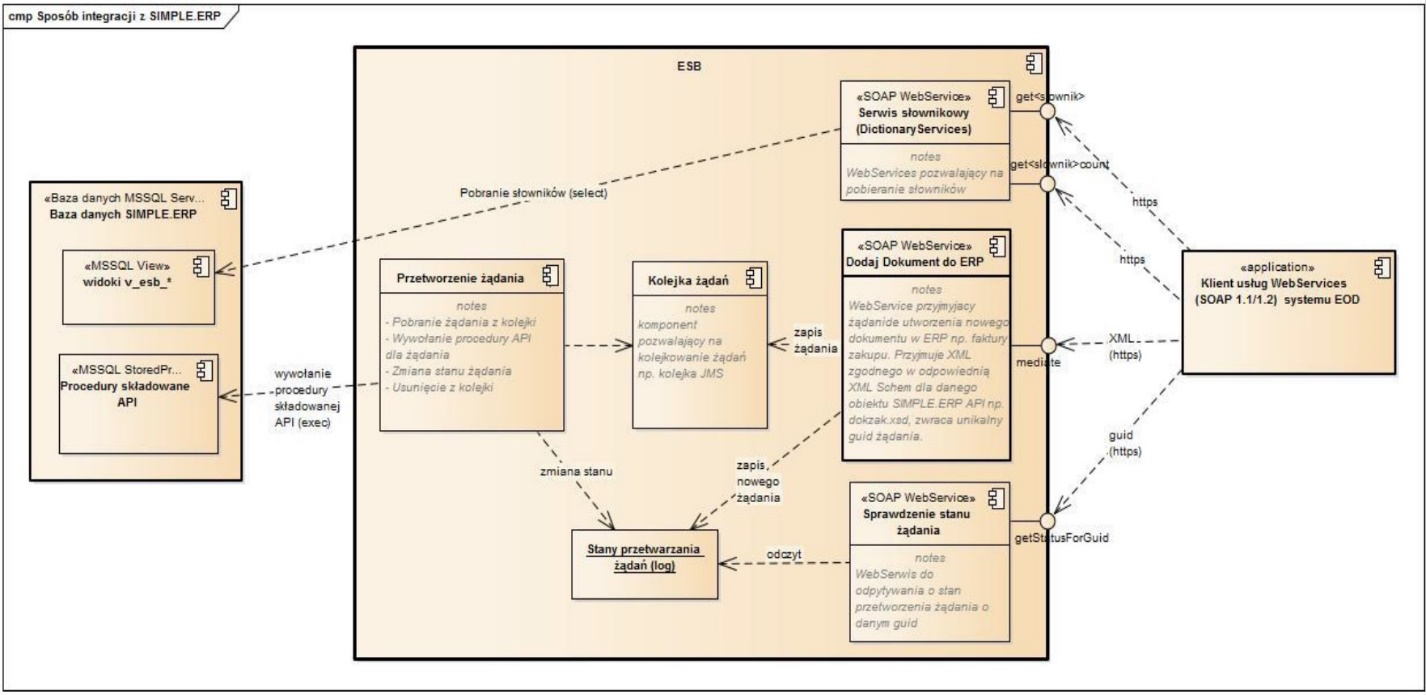 cmp Sposób integracji z SIMPLE.ERP
ESB
«SOAP WebService»
Serwis słownikowy
(DictionaryServices)
notes
WebServices pozwalający na
pobieranie słowników
get<słownik>
get<słownik>count
https
https
Pobranie słowników (select)
«Baza danych MSSQL Serv...
Baza danych SIMPLE.ERP
«MSSQL View»
widoki v_esb_*
«MSSQL StoredPr...
Procedury składowane
API
wywołanie
procedury
składowanej
API (exec)
Przetworzenie żądania
notes
- Pobranie żądania z kolejki
- Wywołanie procedury API
dla żądania
- Zmiana stanu żądania
- Usunięcie z kolejki
Kolejka żądań
notes
komponent
pozwalający na
kolejkowanie żądań
np. kolejka JMS
zapis
żądania
«SOAP WebService»
Dodaj Dokument do ERP
notes
WebService przyjmyjacy
żądanide utworzenia nowego
dokumentu w ERP np. faktury
zakupu. Przyjmuje XML
zgodnego w odpowiednią
XML Schem dla danego
obiektu SIMPLE.ERP API np.
dokzak.xsd, zwraca unikalny
guid żądania.
mediate
XML
(https)
«application»
Klient usług WebServices
(SOAP 1.1/1.2) systemu EOD
guid
(https)
zmiana stanu
zapis
nowego
żądania
Stany przetwarzania
żądań (log)
odczyt
«SOAP WebService»
Sprawdzenie stanu
żądania
notes
WebSerwis do
odpytywania o stan
przetworzenia żądania o
danym guid
getStatusForGuid